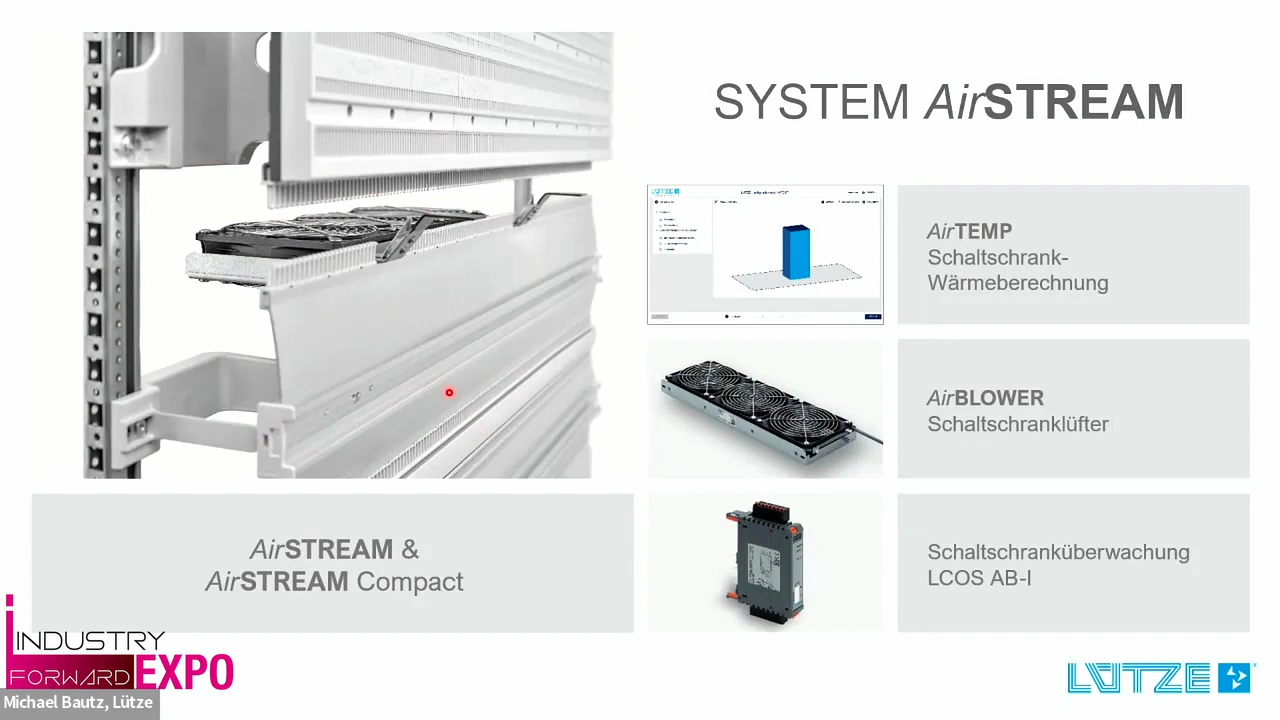 SYSTEM AirSTREAM
LÜTZE
AirTEMP
Schaltschrank-
Wärmeberechnung
AirBLOWER
Schaltschranklüfter
AirSTREAM &
AirSTREAM Compact
Schaltschranküberwachung
LCOS AB-I
INDUSTRY
FORWARD EXPO
Michael Bautz, Lütze
LÜTZE